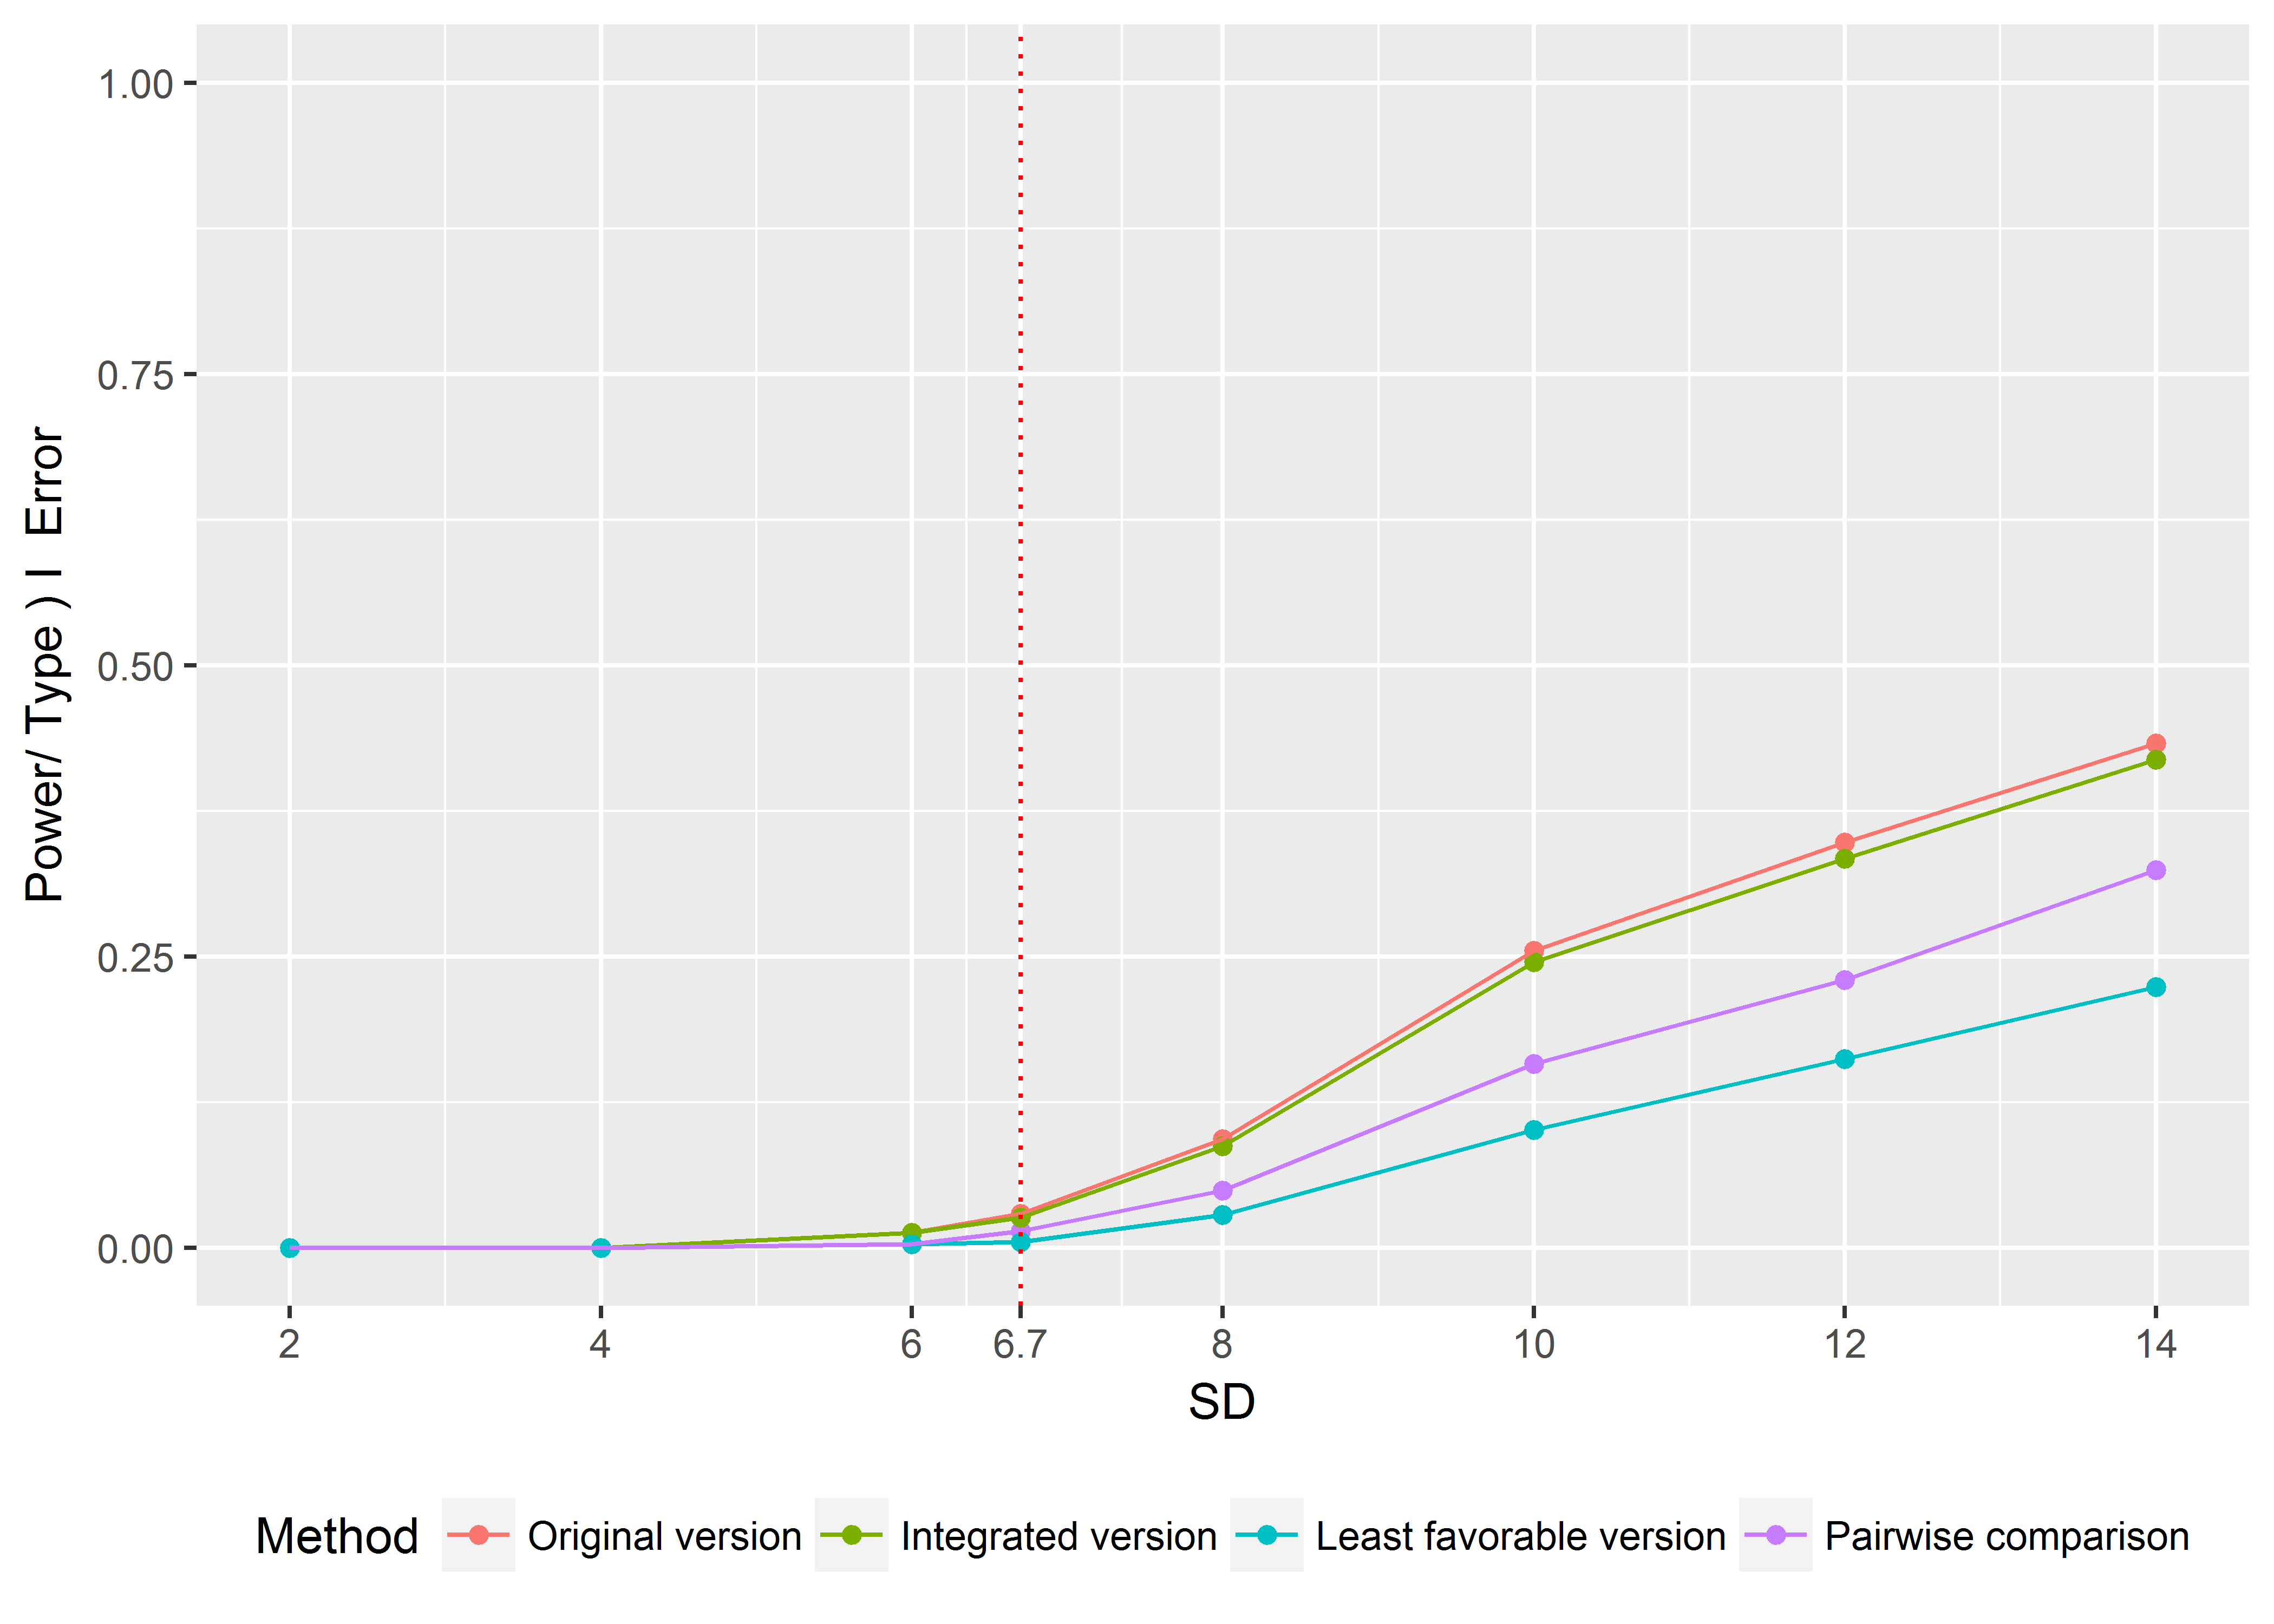 1.00
0.75
0.50
0.25
0.00
Power/ Type ) I Error
2 4 6 6.7 8 10 12 14
SD
Method Original version Integrated version Least favorable version Pairwise comparison